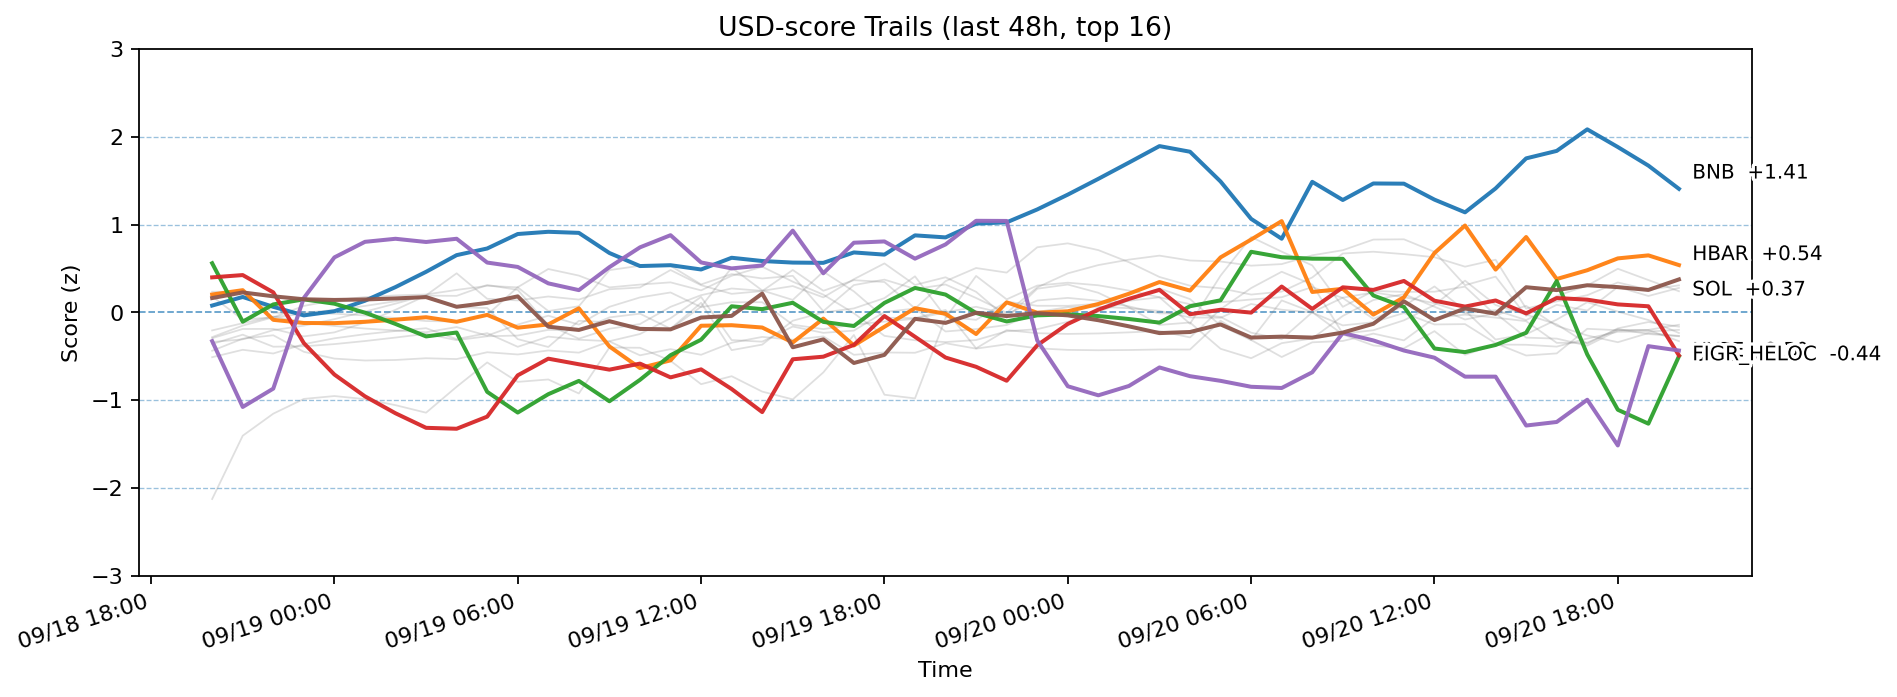 USD-score Trails (last 48h, top 16)
3
2
1
0
−1
−2
−3
Score (z)
BNB +1.41
HBAR +0.54
SOL +0.37
FIGR_HELOC -0.44
09/18 18:00
09/19 00:00
09/19 06:00
09/19 12:00
09/19 18:00
09/20 00:00
09/20 06:00
09/20 12:00
09/20 18:00
Time